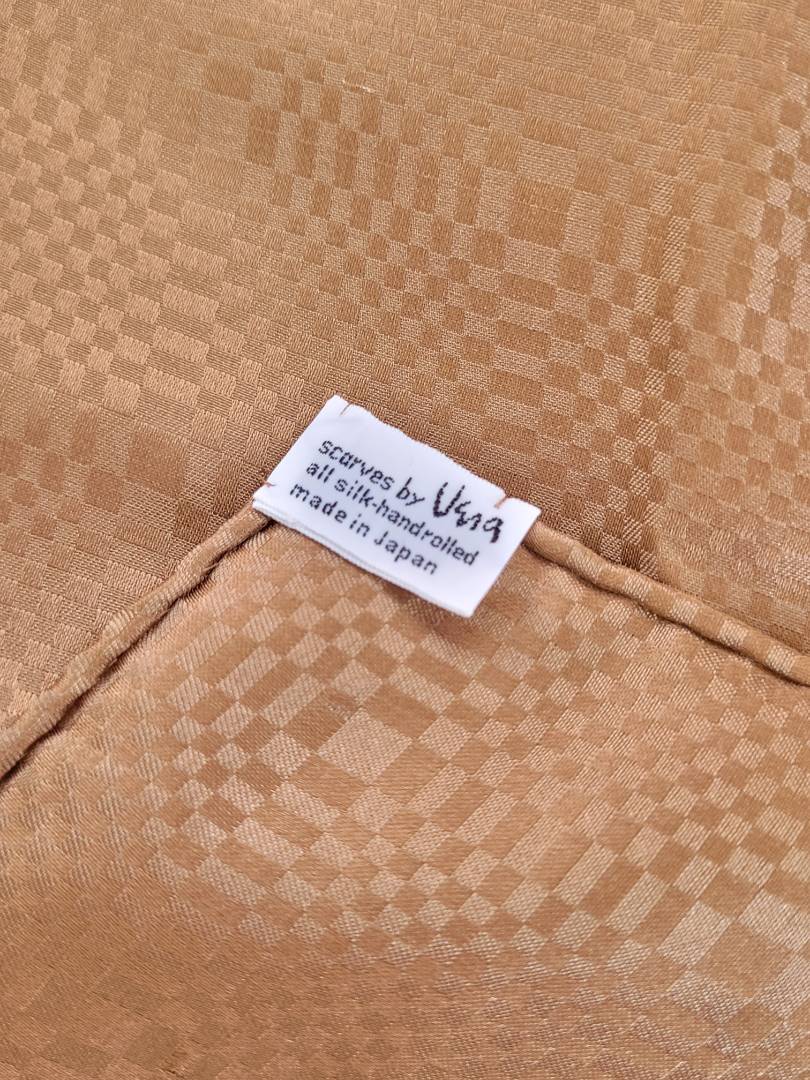 scarves by Vera
all silk-handrolled
made in Japan